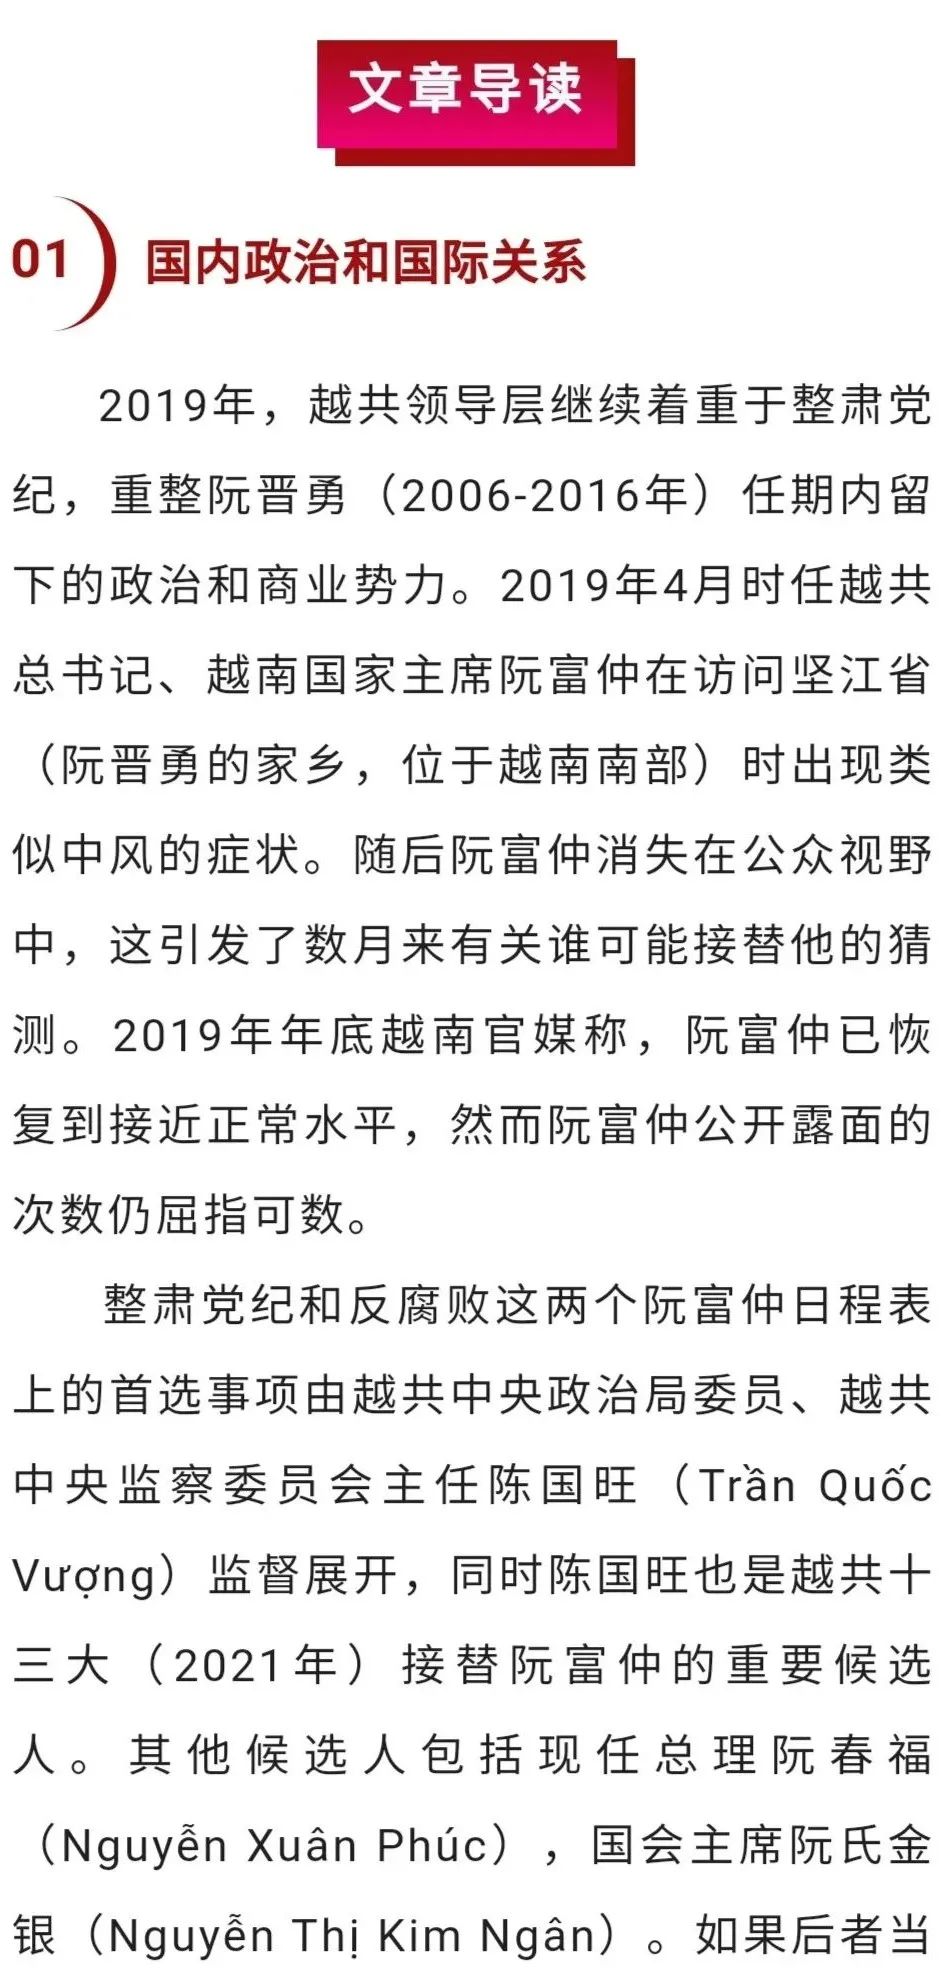 文章导读
01 国内政治和国际关系
2019年，越共领导层继续着重于整肃党
纪，重整阮晋勇（2006-2016年）任期内留
下的政治和商业势力。2019年4月时任越共
总书记、越南国家主席阮富仲在访问坚江省
（阮晋勇的家乡，位于越南南部）时出现类
似中风的症状。随后阮富仲消失在公众视野
中，这引发了数月来有关谁可能接替他的猜
测。2019年年底越南官媒称，阮富仲已恢
复到接近正常水平，然而阮富仲公开露面的
次数仍屈指可数。
整肃党纪和反腐败这两个阮富仲日程表
上的首选事项由越共中央政治局委员、越共
中央监察委员会主任陈国旺（Trần Quốc
Vượng）监督展开，同时陈国旺也是越共十
三大（2021年）接替阮富仲的重要候选
人。其他候选人包括现任总理阮春福
（Nguyễn Xuân Phúc），国会主席阮氏金
银（Nguyễn Thị Kim Ngân）。如果后者当